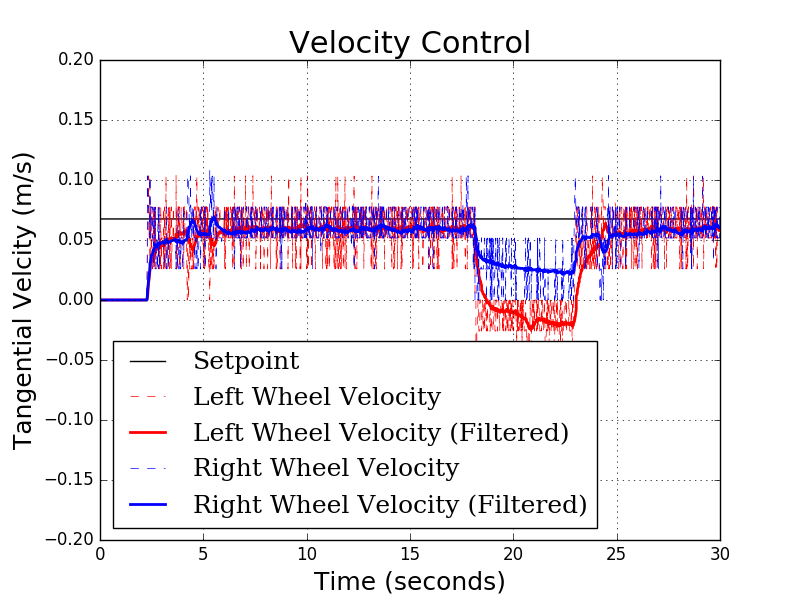 Velocity Control
Tangential Velcity (m/s)
0.20
0.15
0.10
0.05
0.00
−0.05
−0.10
−0.15
−0.20
Setpoint
Left Wheel Velocity
Left Wheel Velocity (Filtered)
Right Wheel Velocity
Right Wheel Velocity (Filtered)
0 5 10 15 20 25 30
Time (seconds)